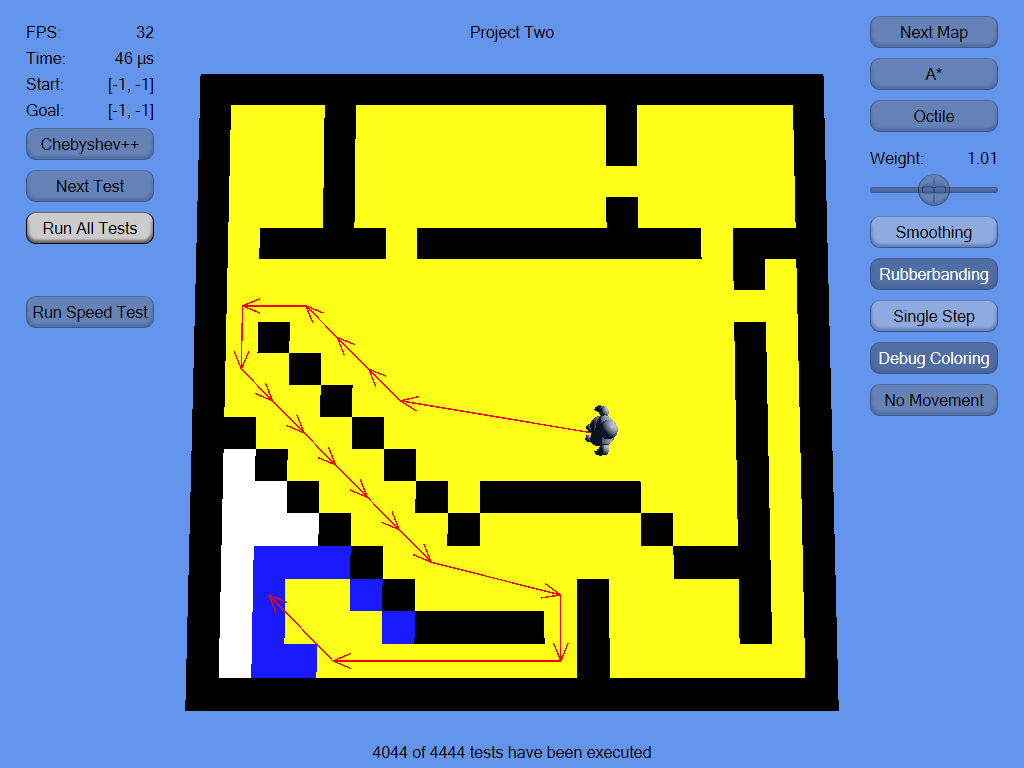 FPS: 32
Time: 46 µs
Start: [-1, -1]
Goal: [-1, -1]
Chebyshev++
Next Test
Run All Tests
Run Speed Test
Project Two
Next Map
A*
Octile
Weight: 1.01
Smoothing
Rubberbanding
Single Step
Debug Coloring
No Movement
4044 of 4444 tests have been executed